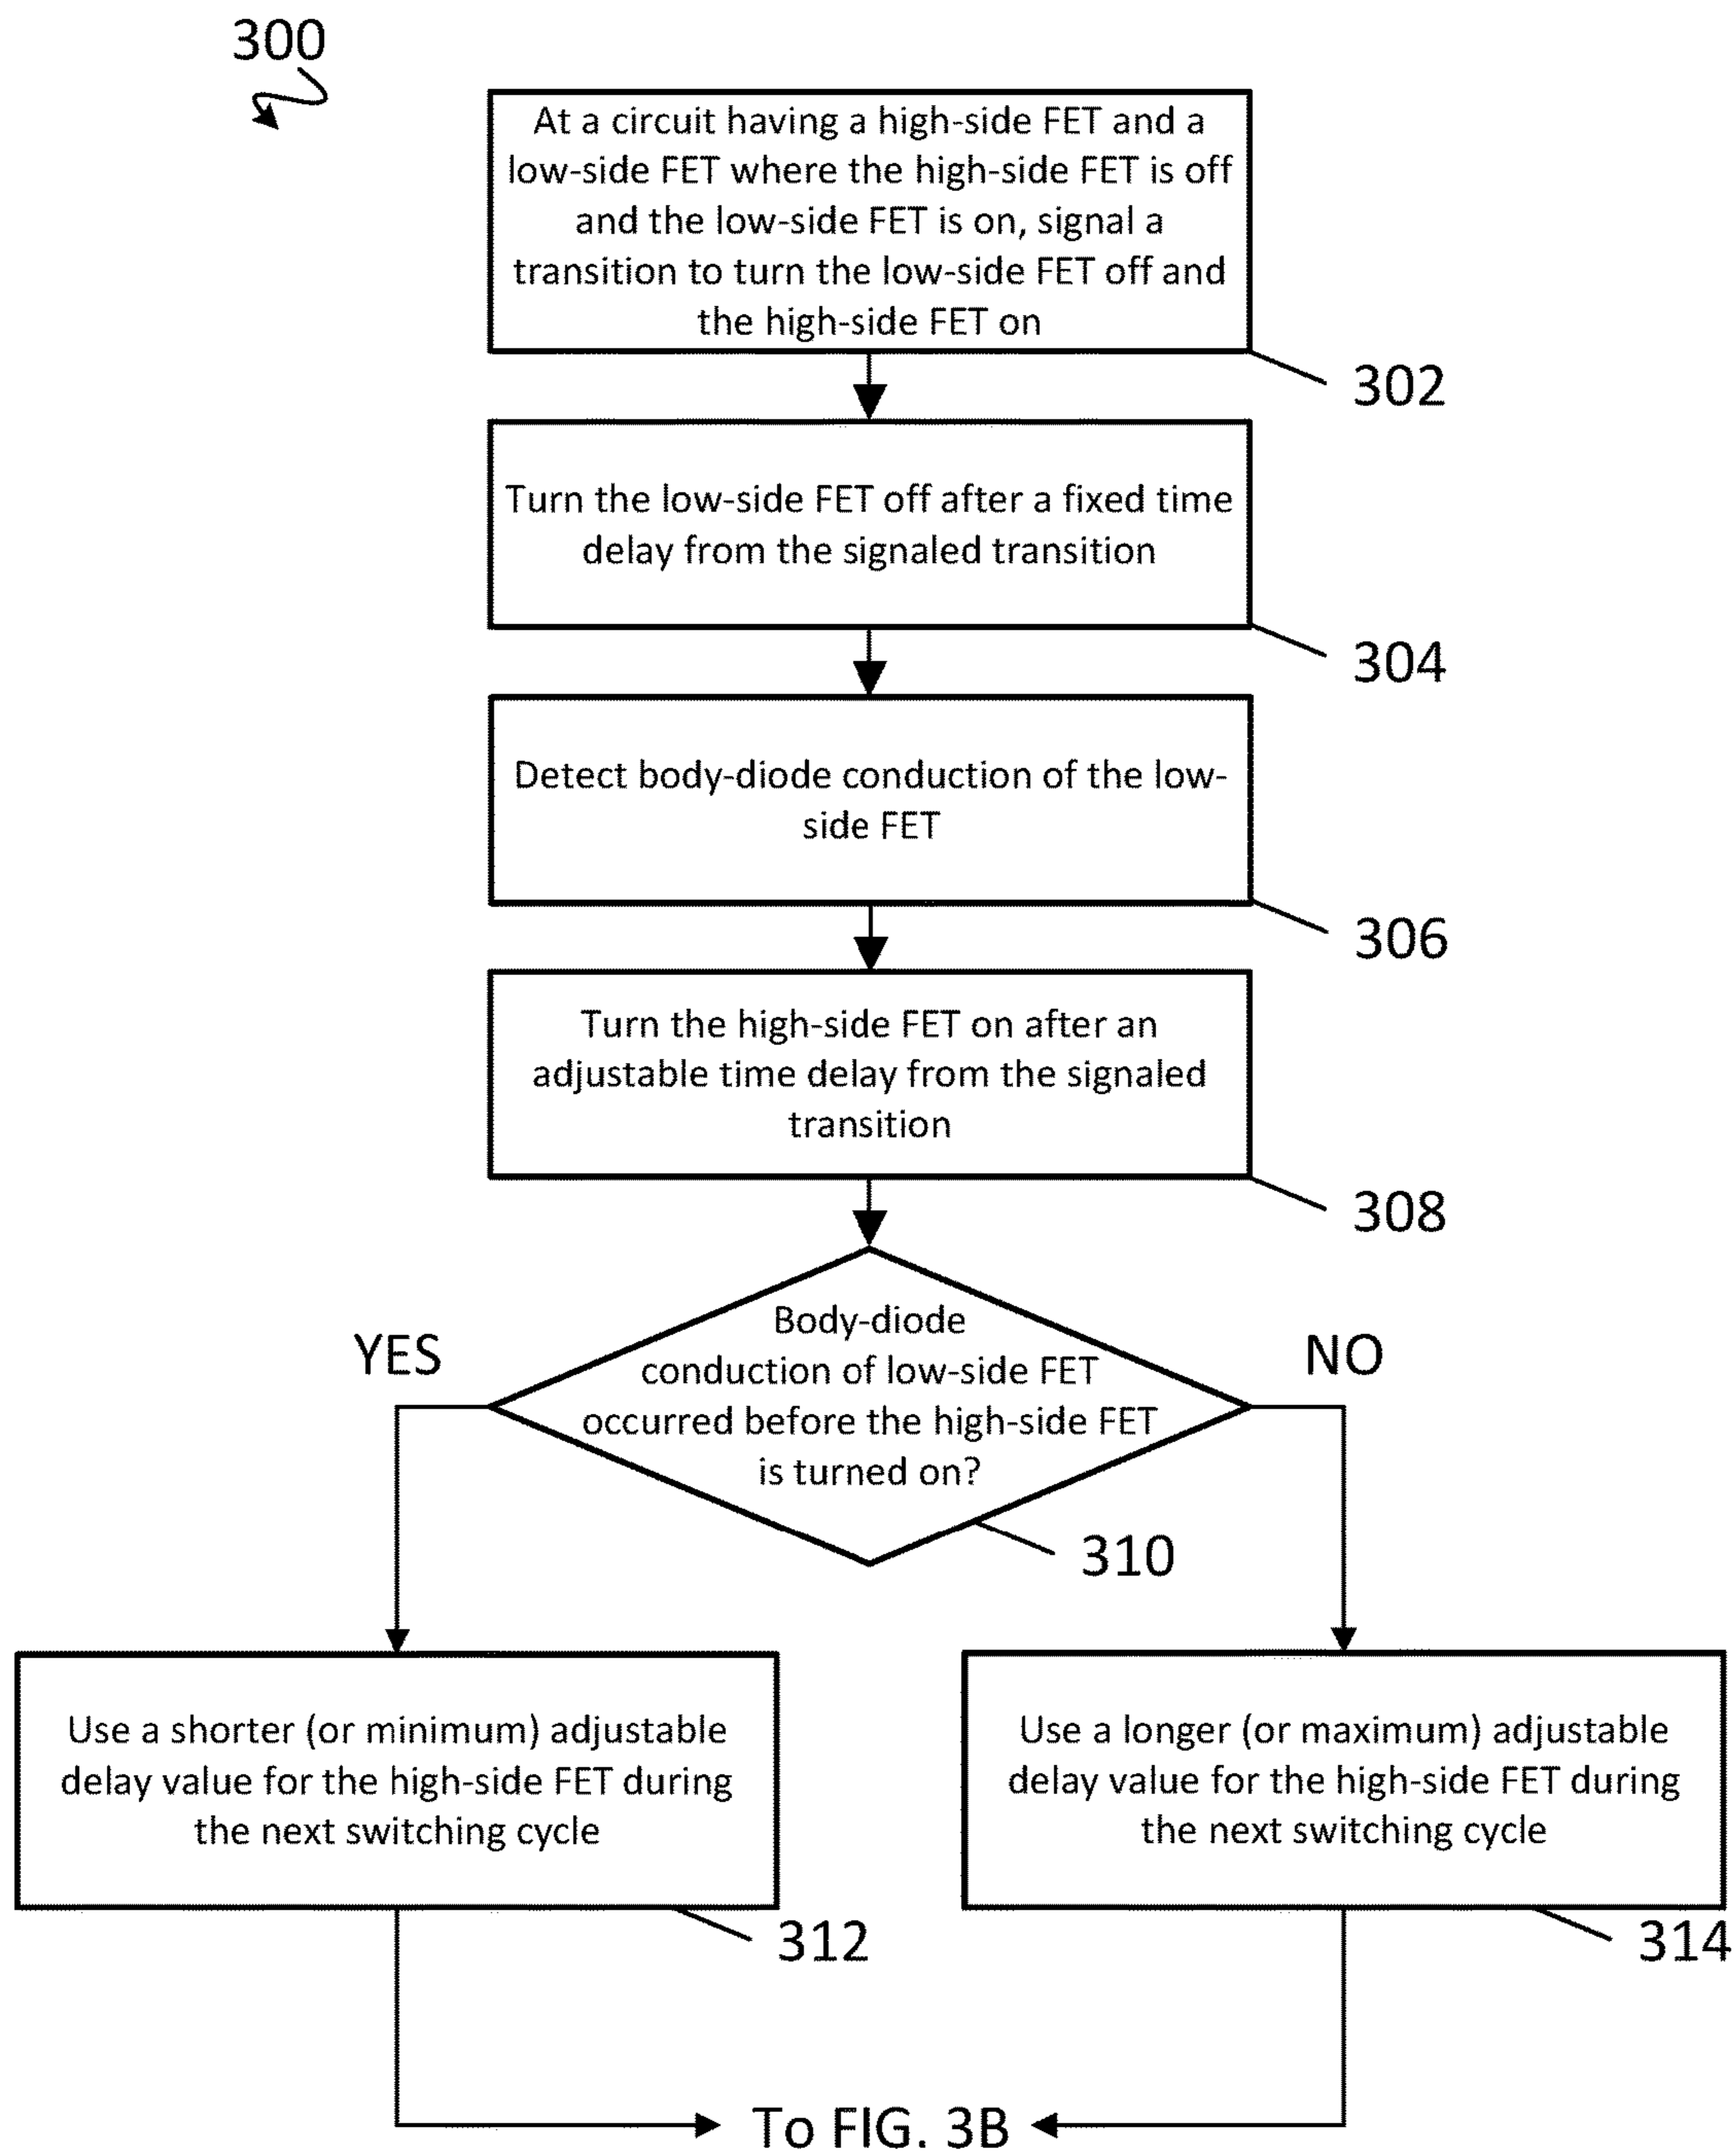 300
At a circuit having a high-side FET and a
low-side FET where the high-side FET is off
and the low-side FET is on, signal a
transition to turn the low-side FET off and
the high-side FET on
302
Turn the low-side FET off after a fixed time
delay from the signaled transition
304
Detect body-diode conduction of the low-
side FET
306
Turn the high-side FET on after an
adjustable time delay from the signaled
transition
308
Body-diode
conduction of low-side FET
occurred before the high-side FET
is turned on?
YES
NO
310
Use a shorter (or minimum) adjustable
delay value for the high-side FET during
the next switching cycle
312
Use a longer (or maximum) adjustable
delay value for the high-side FET during
the next switching cycle
314
To FIG. 3B